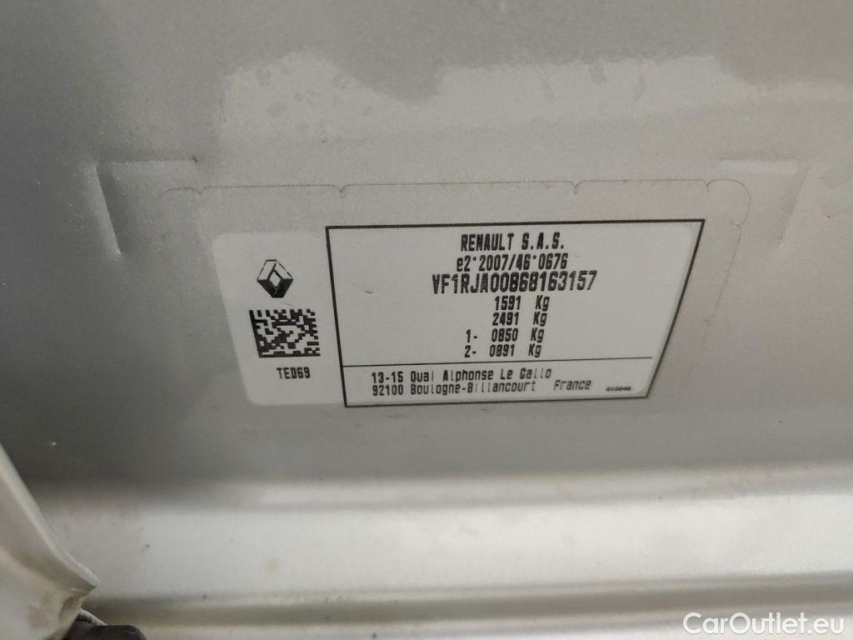 RENAULT S.A.S.
e2*2007/46*0676
VF1RJA00868163157
1591 Kg
2491 Kg
1- 0850 Kg
2- 0891 Kg
TED69
13-15 Quai Alphonse Le Gallo
92100 Boulogne-Billancourt France
CarOutlet.eu